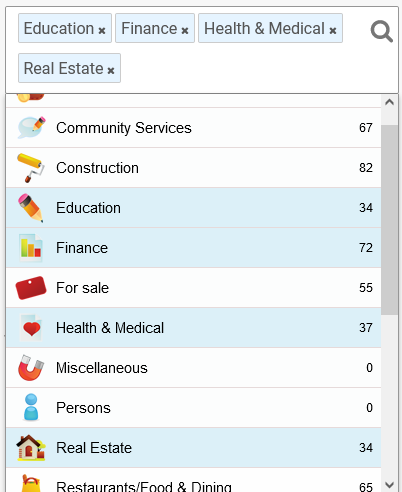 Education × Finance × Health & Medical ×
Real Estate ×
Community Services 67
Construction 82
Education 34
Finance 72
For sale 55
Health & Medical 37
Miscellaneous 0
Persons 0
Real Estate 34
Restaurants/Food & Dining 65